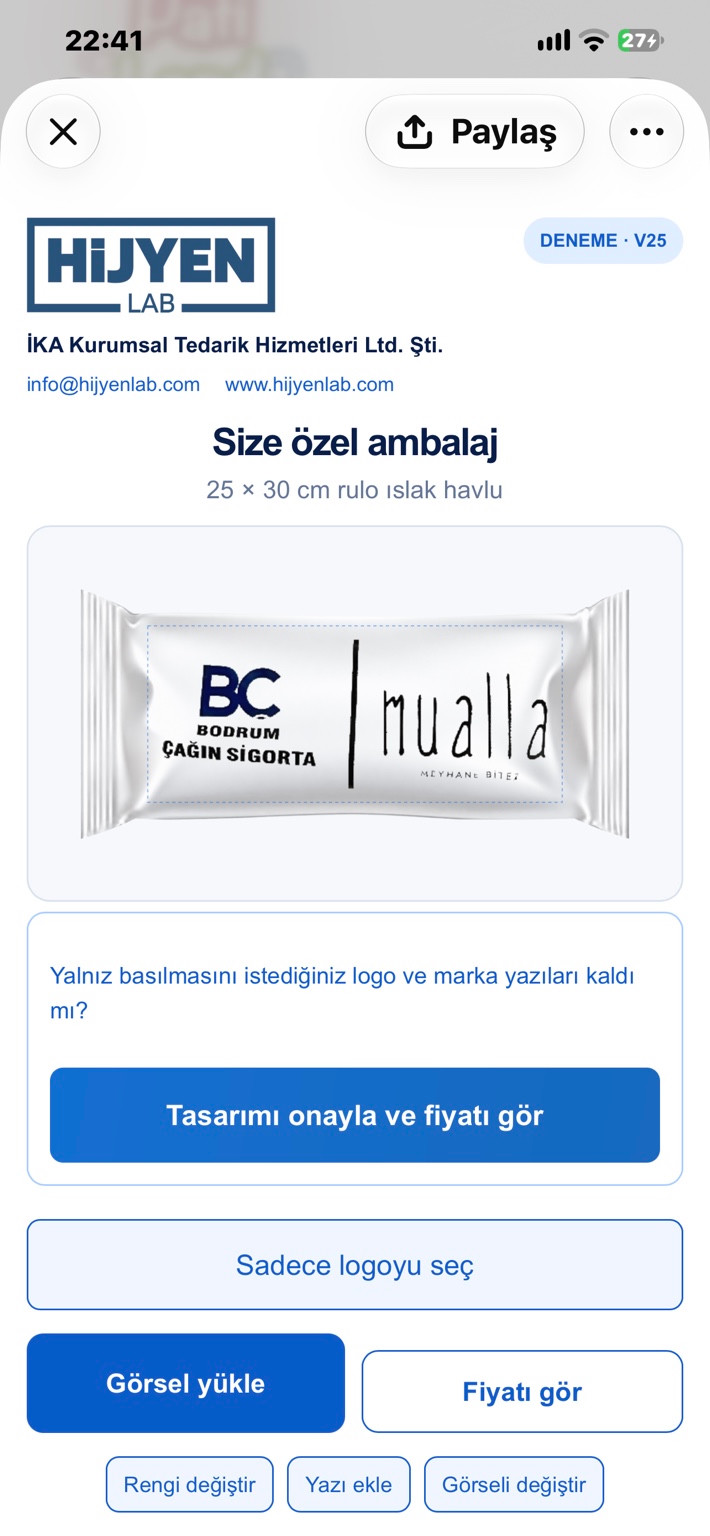 22:41
27
Paylaş
HiJYEN
LAB
DENEME · V25
İKA Kurumsal Tedarik Hizmetleri Ltd. Şti.
info@hijyenlab.com www.hijyenlab.com
Size özel ambalaj
25 × 30 cm rulo ıslak havlu
BÇ
BODRUM
ÇAĞIN SİGORTA
mualla
MEYHANE BİTEZ
Yalnız basılmasını istediğiniz logo ve marka yazıları kaldı
mı?
Tasarımı onayla ve fiyatı gör
Sadece logoyu seç
Görsel yükle
Fiyatı gör
Rengi değiştir
Yazı ekle
Görseli değiştir